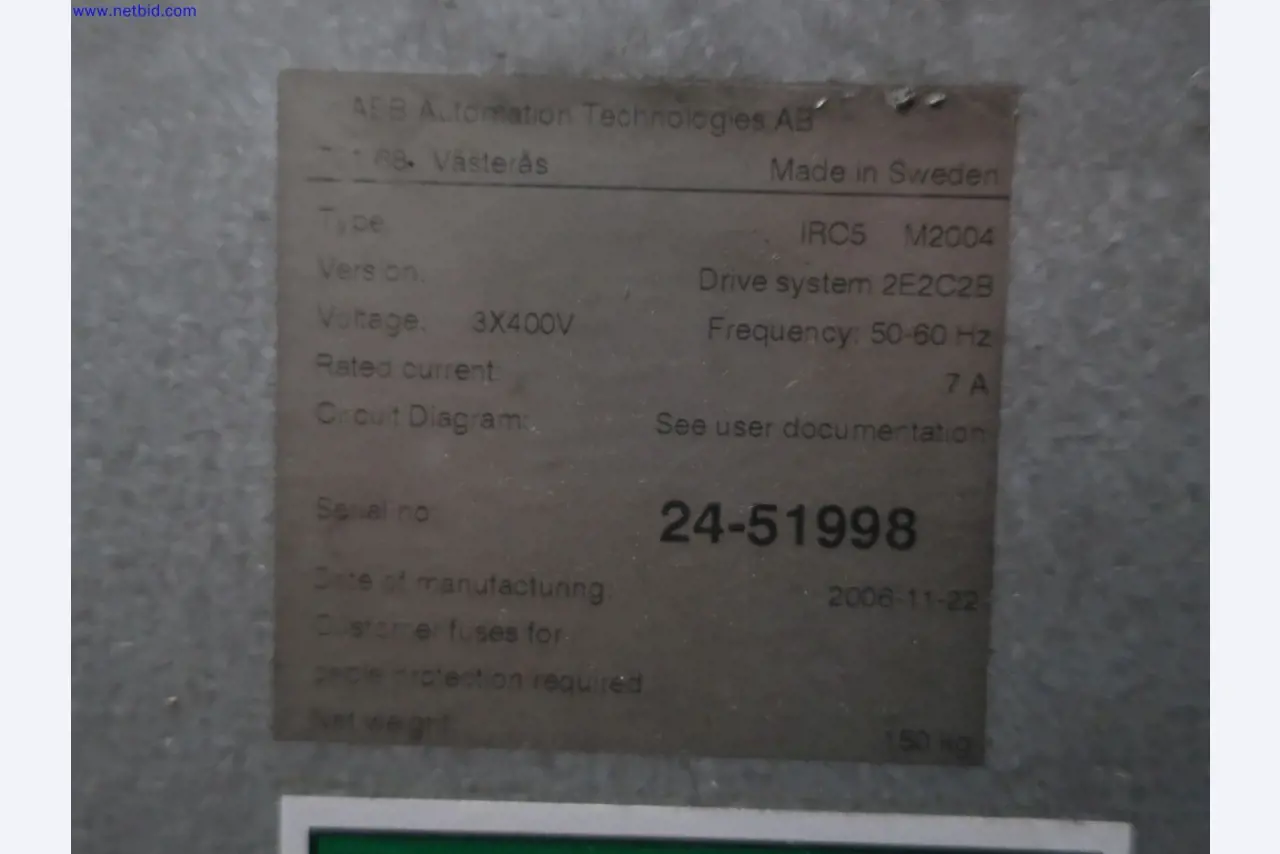 www.netbid.com
ABB Automation Technologies AB
68 Västerås Made in Sweden
Type IRC5 M2004
Version: Drive system 2E2C2B
Voltage: 3X400V Frequency: 50-60 Hz
Rated current: 7 A
Circuit Diagram: See user documentation
Serial no: 24-51998
Date of manufacturing: 2006-11-22
Customer fuses for
cable protection required
Net weight 150 kg